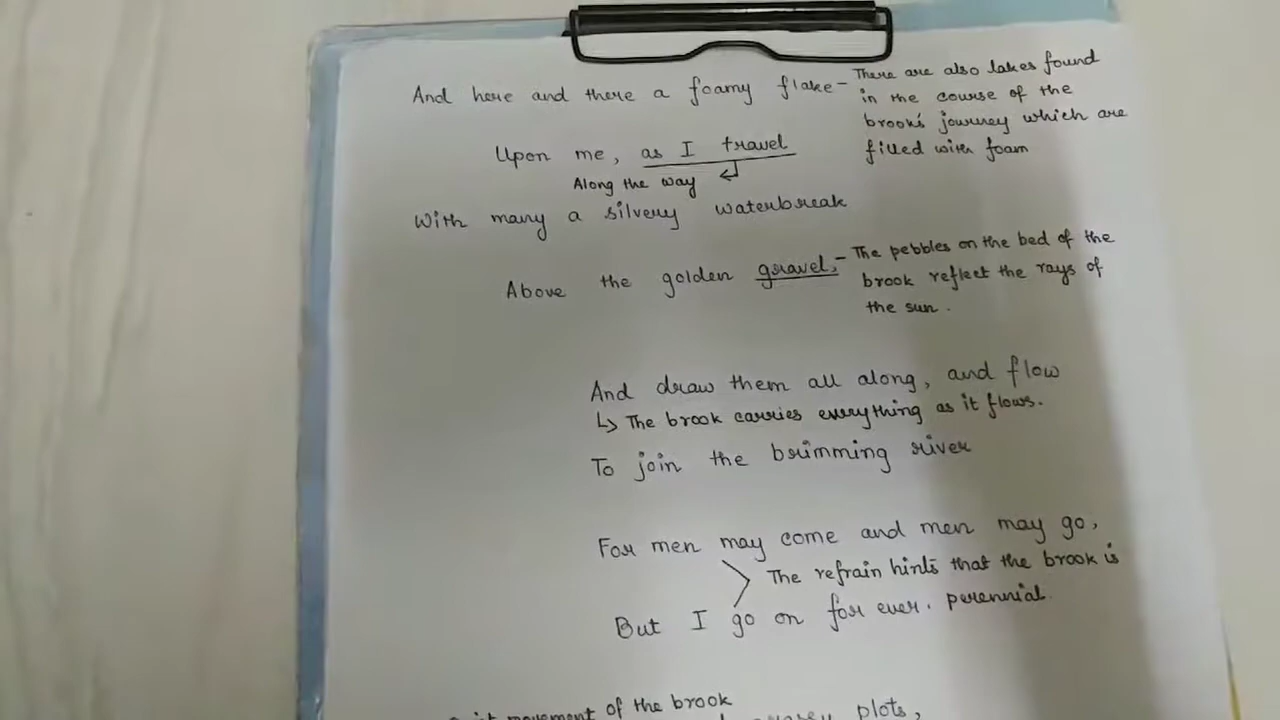 And here and there a foamy flake - There are also lakes found
in the course of the
brook's journey which are
filled with foam
Upon me, as I travel
Along the way
With many a silvery waterbreak
Above the golden gravel, - The pebbles on the bed of the
brook reflect the rays of
the sun.
And draw them all along, and flow
↳ The brook carries everything as it flows.
To join the brimming river
For men may come and men may go,
The refrain hints that the brook is
perennial.
But I go on for ever.
movement of the brook
plots,